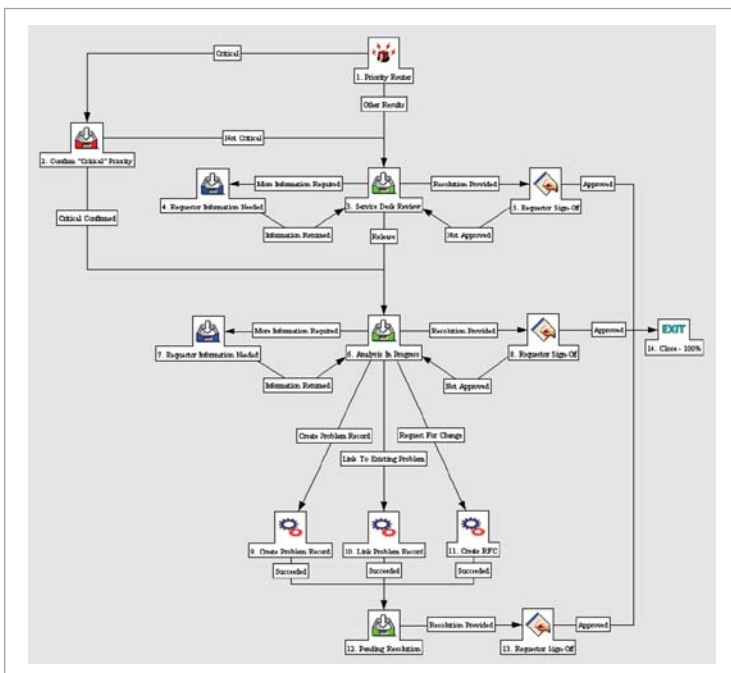 Critical
1. Priority Router
Other Results
Not Critical
2. Confirm "Critical" Priority
More Information Required
Resolution Provided
Approved
4. Requestor Information Needed
3. Service Desk Review
5. Requestor Sign-Off
Critical Confirmed
Information Returned
Release
Not Approved
More Information Required
Resolution Provided
Approved
EXIT
7. Requestor Information Needed
6. Analysis In Progress
8. Requestor Sign-Off
14. Close - 100%
Information Returned
Not Approved
Create Problem Record
Request For Change
Link To Existing Problem
9. Create Problem Record
10. Link Problem Record
11. Create RFC
Succeeded
Succeeded
Succeeded
Resolution Provided
Approved
12. Pending Resolution
13. Requestor Sign-Off